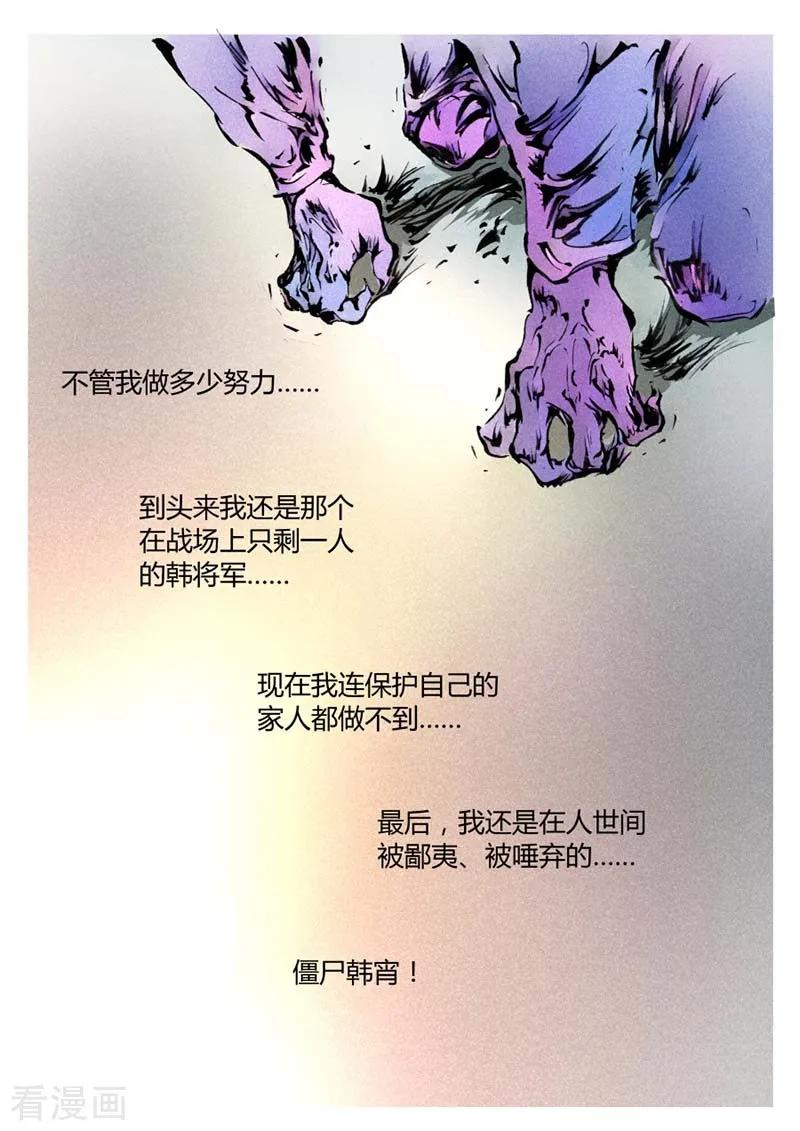 不管我做多少努力……
到头来我还是那个
在战场上只剩一人
的韩将军……
现在我连保护自己的
家人都做不到……
最后，我还是在人世间
被鄙夷、被唾弃的……
僵尸韩宵！
看漫画